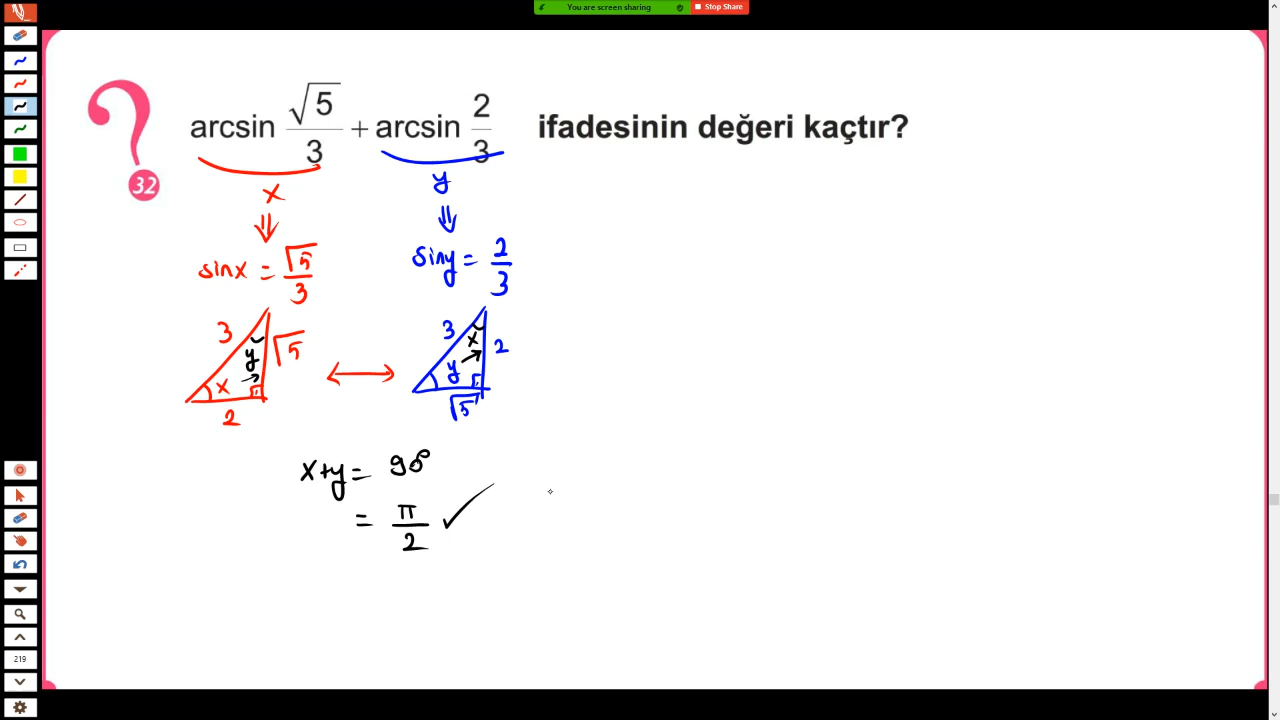 You are screen sharing Stop Share
arcsin √5/3 + arcsin 2/3 ifadesinin değeri kaçtır?
32
x y
⇓ ⇓
sinx = √5/3 siny = 2/3
3 y √5 x 2 ↔ 3 x 2 y √5
x+y = 90°
= π/2 ✓
219